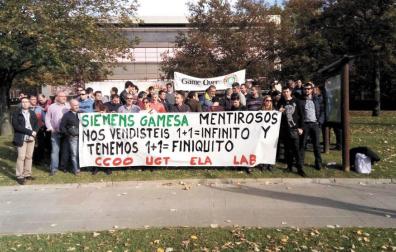 Game Over
SIEMENS GAMESA MENTIROSOS
NOS VENDISTEIS 1+1=INFINITO Y
TENEMOS 1+1= FINIQUITO
CCOO UGT ELA LAB